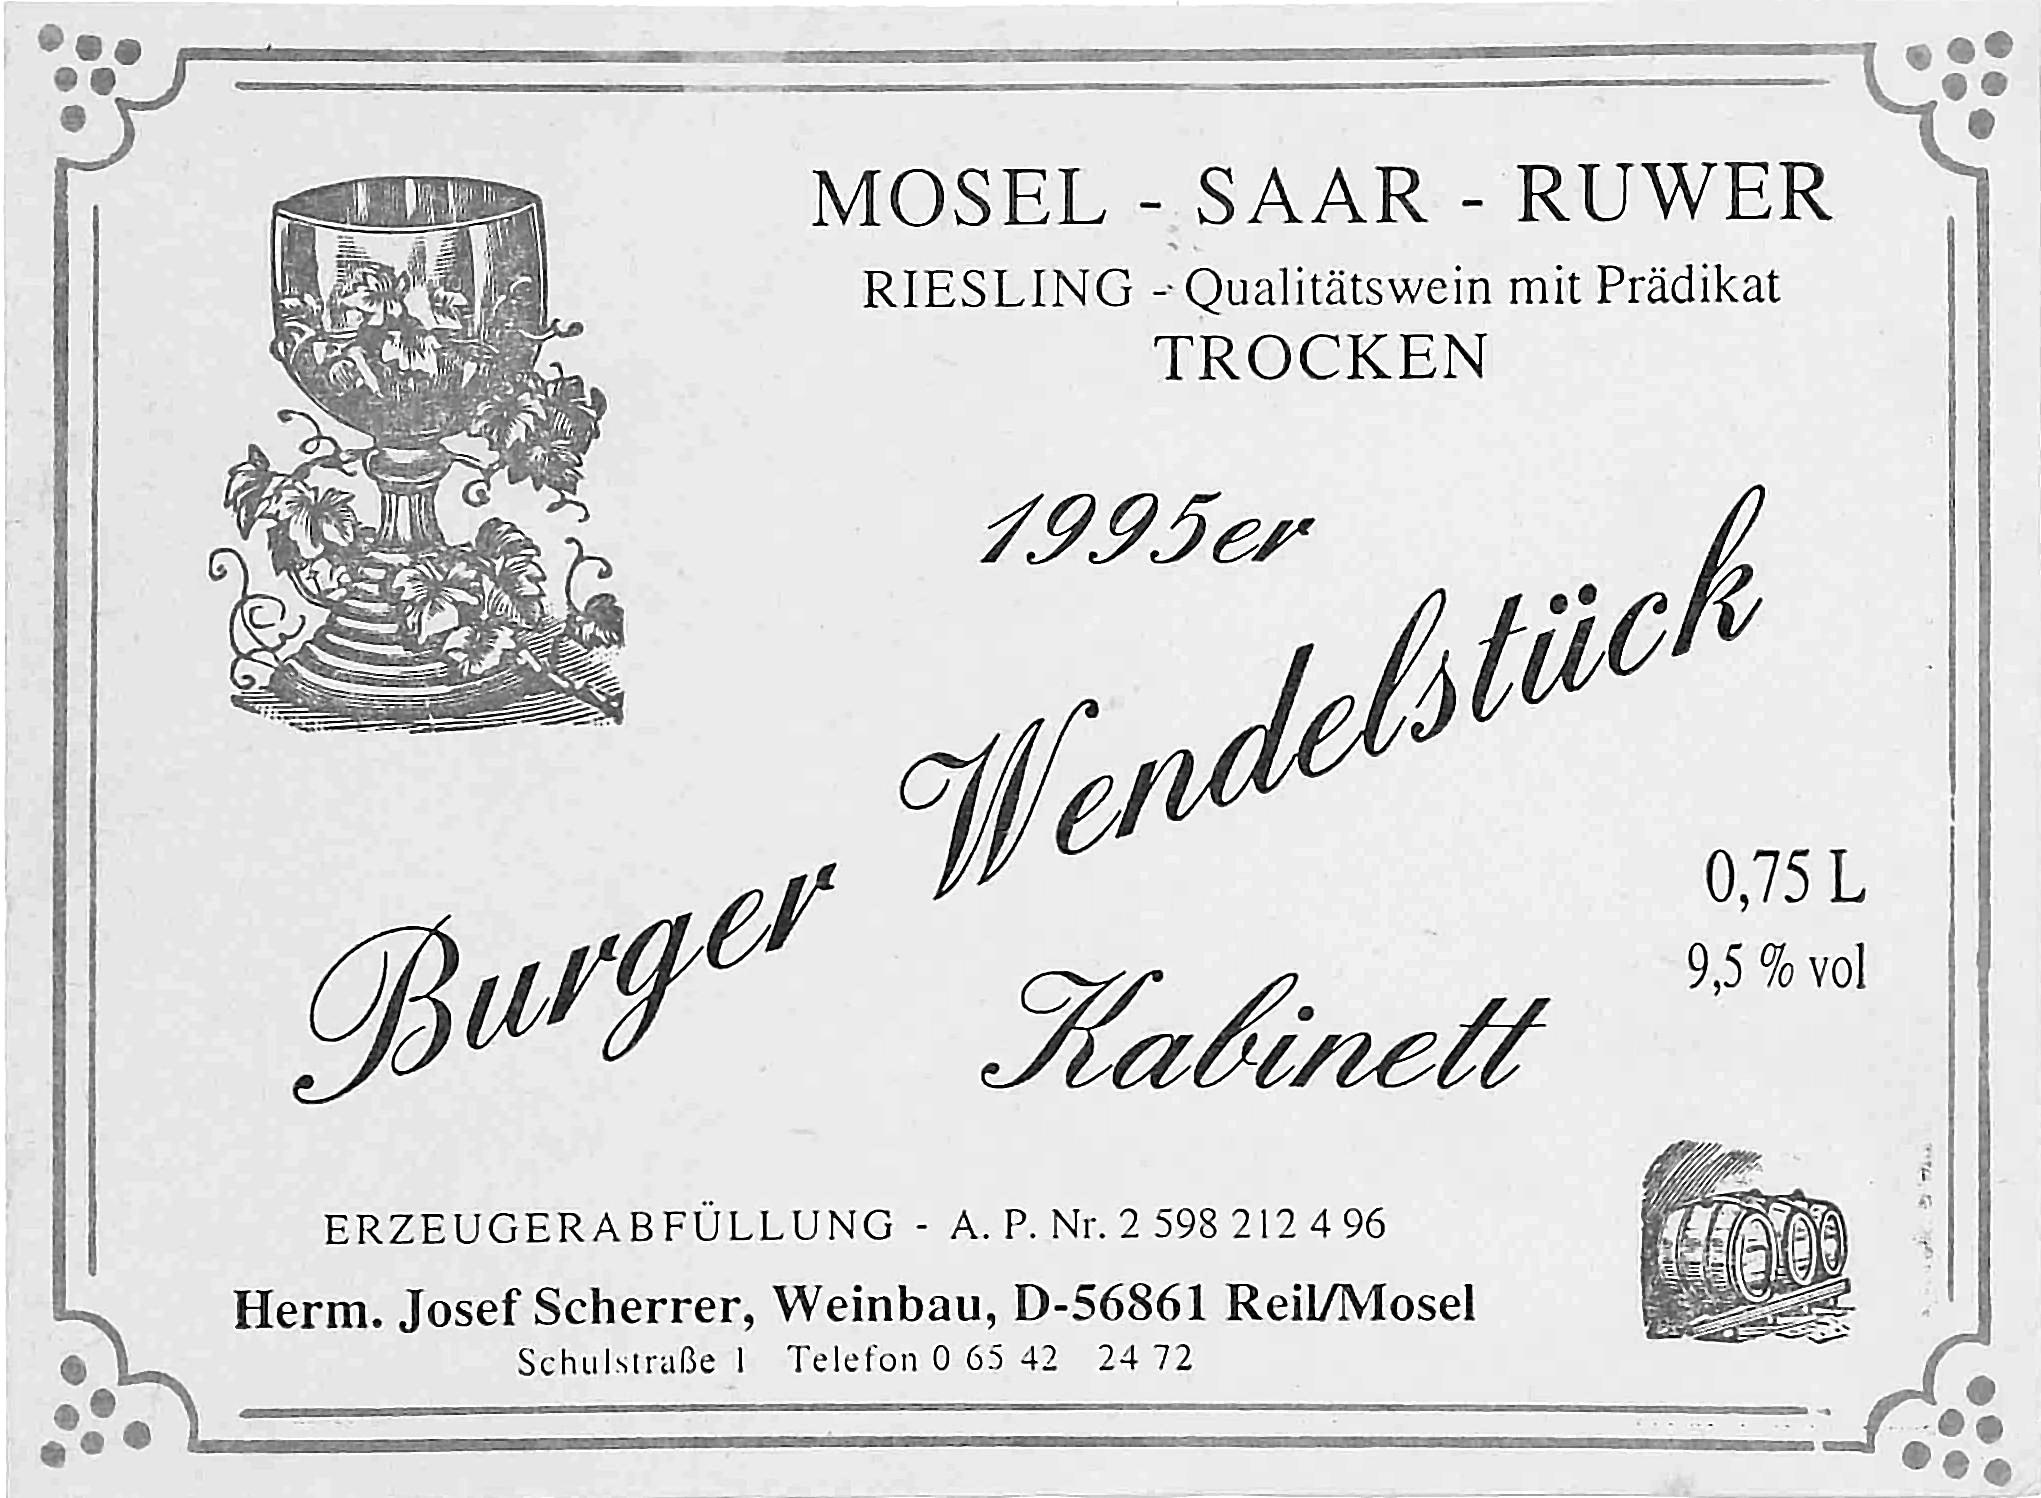 MOSEL - SAAR - RUWER
RIESLING - Qualitätswein mit Prädikat
TROCKEN
1995er
Burger Wendelstück
Kabinett
0,75 L
9,5 % vol
ERZEUGERABFÜLLUNG - A. P. Nr. 2 598 212 4 96
Herm. Josef Scherrer, Weinbau, D-56861 Reil/Mosel
Schulstraße 1 Telefon 0 65 42 24 72